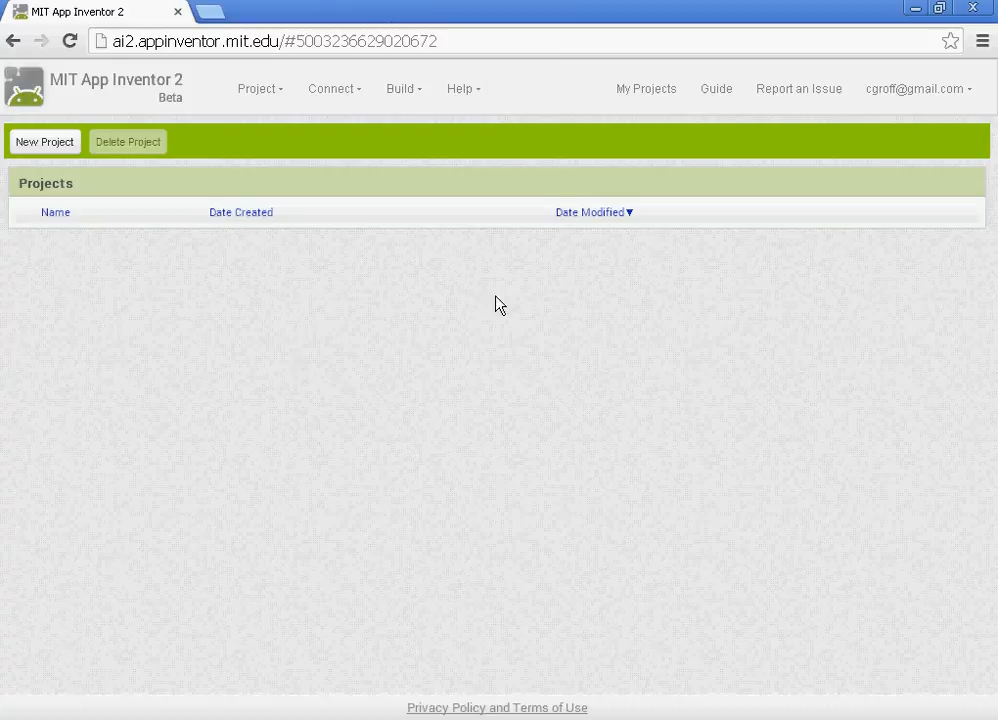 MIT App Inventor 2
ai2.appinventor.mit.edu/#5003236629020672
MIT App Inventor 2
Beta
Project Connect Build Help My Projects Guide Report an Issue cgroff@gmail.com
New Project Delete Project
Projects
Name Date Created Date Modified▼
Privacy Policy and Terms of Use